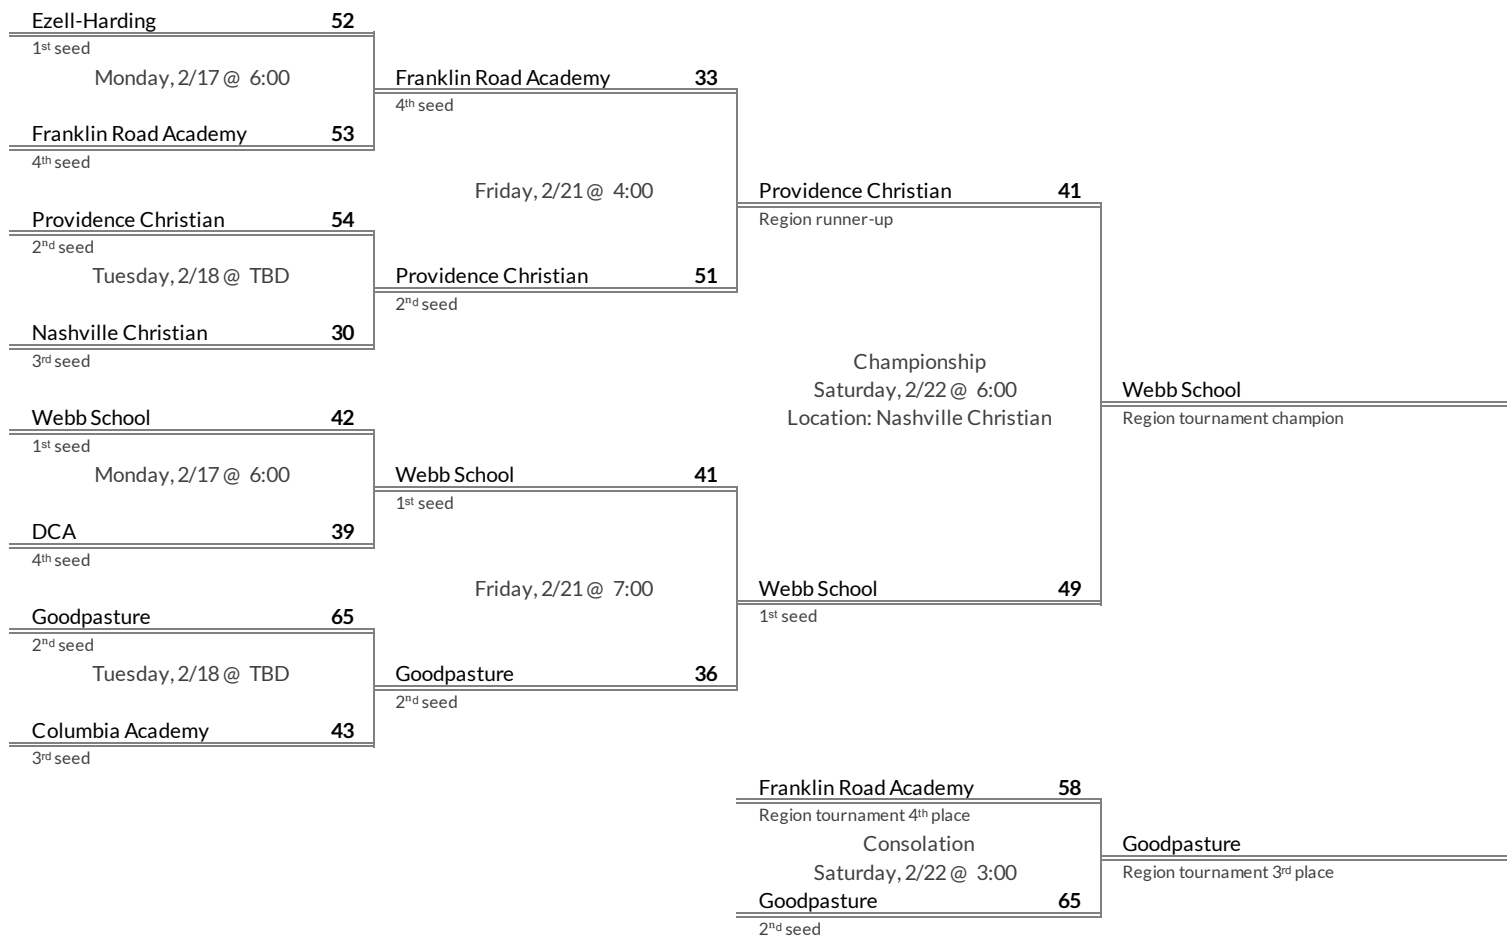 Ezell-Harding 52
1st seed
Monday, 2/17 @ 6:00
Franklin Road Academy 53
4th seed
Providence Christian 54
2nd seed
Tuesday, 2/18 @ TBD
Nashville Christian 30
3rd seed
Webb School 42
1st seed
Monday, 2/17 @ 6:00
DCA 39
4th seed
Goodpasture 65
2nd seed
Tuesday, 2/18 @ TBD
Columbia Academy 43
3rd seed
Franklin Road Academy 33
4th seed
Friday, 2/21 @ 4:00
Providence Christian 51
2nd seed
Webb School 41
1st seed
Friday, 2/21 @ 7:00
Goodpasture 36
2nd seed
Providence Christian 41
Region runner-up
Championship
Saturday, 2/22 @ 6:00
Location: Nashville Christian
Webb School 49
1st seed
Webb School
Region tournament champion
Franklin Road Academy 58
Region tournament 4th place
Consolation
Saturday, 2/22 @ 3:00
Goodpasture 65
2nd seed
Goodpasture
Region tournament 3rd place